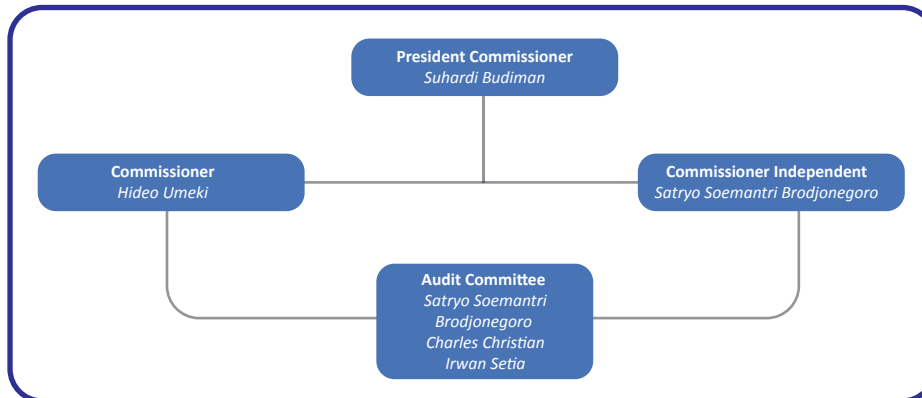 President Commissioner
Suhardi Budiman
Commissioner
Hideo Umeki
Commissioner Independent
Satryo Soemantri Brodjonegoro
Audit Committee
Satryo Soemantri
Brodjonegoro
Charles Christian
Irwan Setia